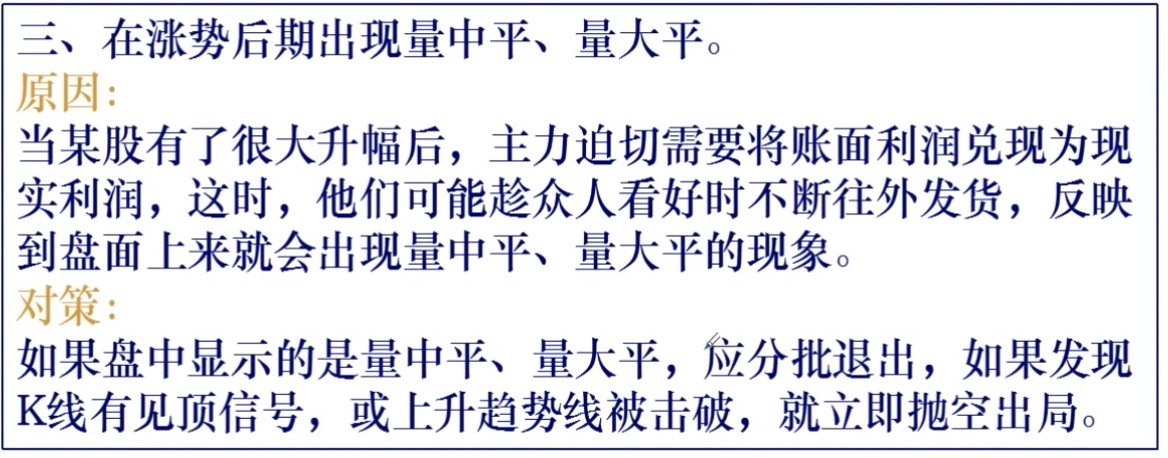 三、在涨势后期出现量中平、量大平。
原因：
当某股有了很大升幅后，主力迫切需要将账面利润兑现为现
实利润，这时，他们可能趁众人看好时不断往外发货，反映
到盘面上来就会出现量中平、量大平的现象。
对策：
如果盘中显示的是量中平、量大平，应分批退出，如果发现
K线有见顶信号，或上升趋势线被击破，就立即抛空出局。